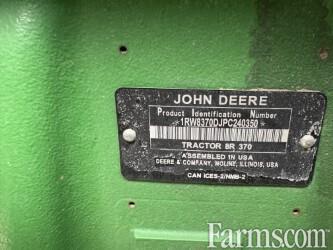 JOHN DEERE
Product Identification Number
*1RW8370DJPC240350*
TRACTOR 8R 370
ASSEMBLED IN USA
DEERE & COMPANY, MOLINE, ILLINOIS, USA
CAN ICES-2/NMB-2
Farms.com